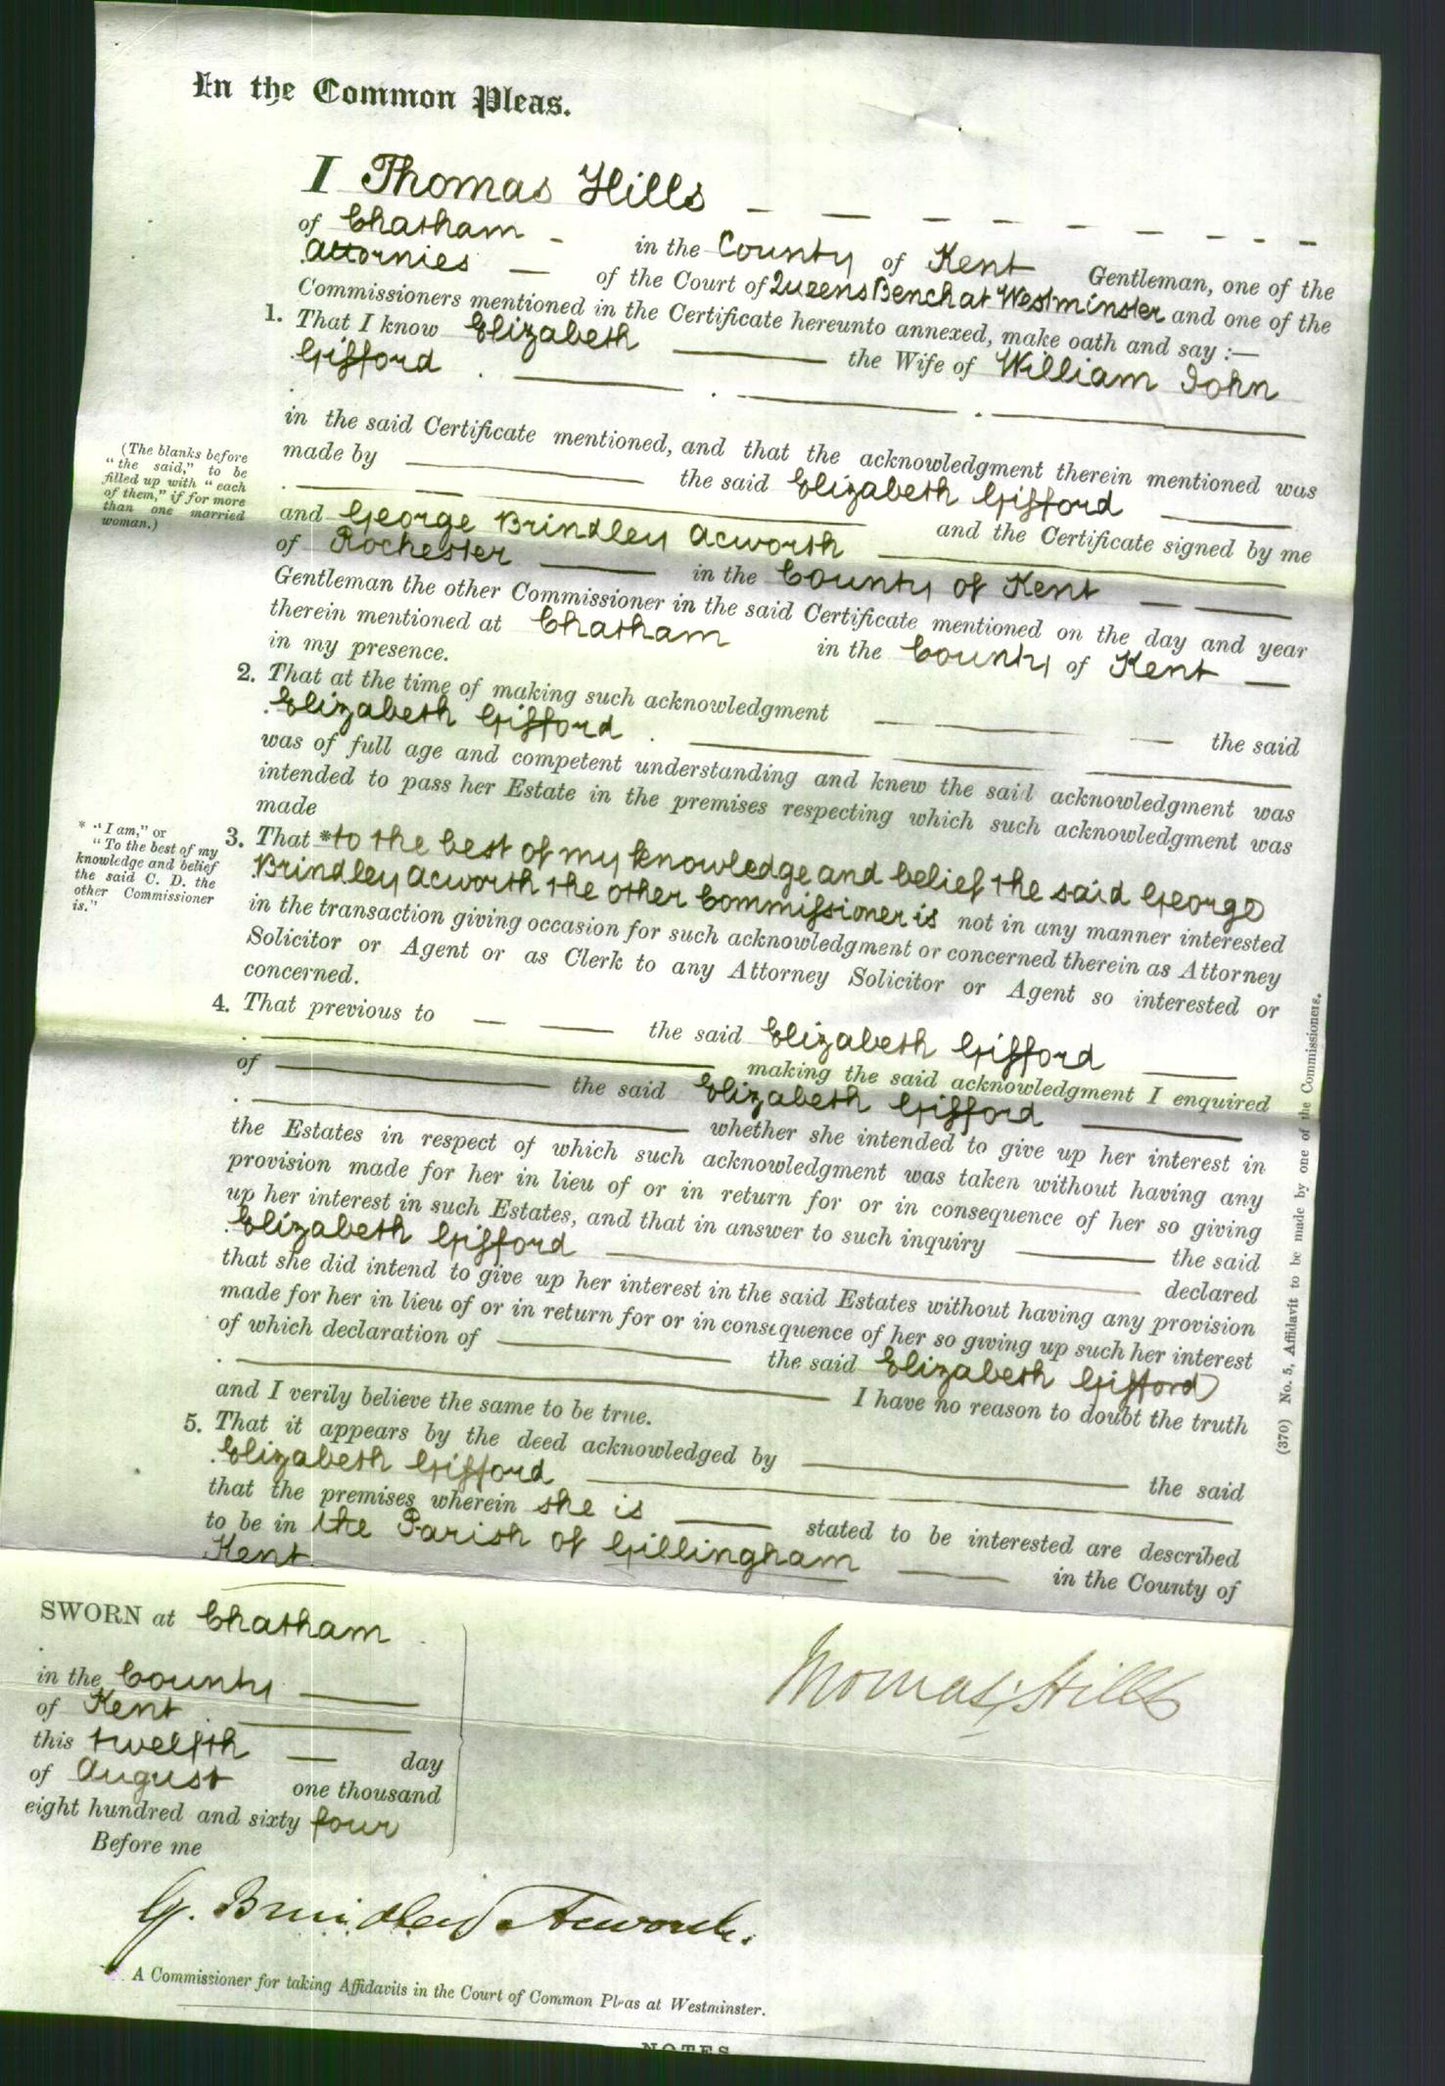 In the Common Pleas.
I Thomas Hills
of Chatham in the County of Kent Gentleman, one of the
Attornies of the Court of Queens Bench at Westminster and one of the
Commissioners mentioned in the Certificate hereunto annexed, make oath and say :—
1. That I know Elizabeth the Wife of William John
Gifford
in the said Certificate mentioned, and that the acknowledgment therein mentioned was
made by the said Elizabeth Gifford
(The blanks before
"the said," to be
filled up with "each
of them," if for more
than one married
woman.)
and the Certificate signed by me
and George Brindley Acworth
of Rochester in the County of Kent
Gentleman the other Commissioner in the said Certificate mentioned on the day and year
therein mentioned at Chatham in the County of Kent
in my presence.
2. That at the time of making such acknowledgment the said
Elizabeth Gifford
was of full age and competent understanding and knew the said acknowledgment was
intended to pass her Estate in the premises respecting which such acknowledgment was
made
* "I am," or
"To the best of my
knowledge and belief
the said C. D. the
other Commissioner
is."
3. That *to the best of my knowledge and belief the said George
Brindley Acworth the other Commissioner is not in any manner interested
in the transaction giving occasion for such acknowledgment or concerned therein as Attorney
Solicitor or Agent or as Clerk to any Attorney Solicitor or Agent so interested or
concerned.
4. That previous to the said Elizabeth Gifford
making the said acknowledgment I enquired
of the said Elizabeth Gifford
whether she intended to give up her interest in
the Estates in respect of which such acknowledgment was taken without having any
provision made for her in lieu of or in return for or in consequence of her so giving
up her interest in such Estates, and that in answer to such inquiry the said
Elizabeth Gifford declared
that she did intend to give up her interest in the said Estates without having any provision
made for her in lieu of or in return for or in consequence of her so giving up such her interest
of which declaration of the said Elizabeth Gifford
I have no reason to doubt the truth
and I verily believe the same to be true.
5. That it appears by the deed acknowledged by the said
Elizabeth Gifford
that the premises wherein she is stated to be interested are described
to be in the Parish of Gillingham in the County of
Kent
(370) No. 5, Affidavit to be made by one of the Commissioners.
SWORN at Chatham
in the County
of Kent
this twelfth day
of August one thousand
eight hundred and sixty four
Before me
Thomas Hills
G. Brindley Acworth.
A Commissioner for taking Affidavits in the Court of Common Pleas at Westminster.
NOTES